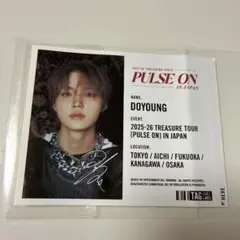 2025-26 TREASURE TOUR
PULSE ON
IN JAPAN
NAME.
DOYOUNG
EVENT.
2025-26 TREASURE TOUR
[PULSE ON] IN JAPAN
LOCATION.
TOKYO / AICHI / FUKUOKA /
KANAGAWA / OSAKA
TAG